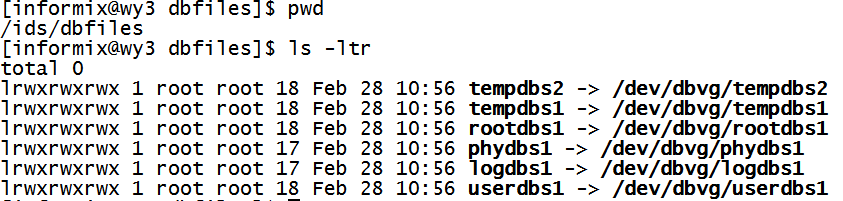 [informix@wy3 dbfiles]$ pwd
/ids/dbfiles
[informix@wy3 dbfiles]$ ls -ltr
total 0
lrwxrwxrwx 1 root root 18 Feb 28 10:56 tempdbs2 -> /dev/dbvg/tempdbs2
lrwxrwxrwx 1 root root 18 Feb 28 10:56 tempdbs1 -> /dev/dbvg/tempdbs1
lrwxrwxrwx 1 root root 18 Feb 28 10:56 rootdbs1 -> /dev/dbvg/rootdbs1
lrwxrwxrwx 1 root root 17 Feb 28 10:56 phydbs1 -> /dev/dbvg/phydbs1
lrwxrwxrwx 1 root root 17 Feb 28 10:56 logdbs1 -> /dev/dbvg/logdbs1
lrwxrwxrwx 1 root root 18 Feb 28 10:56 userdbs1 -> /dev/dbvg/userdbs1